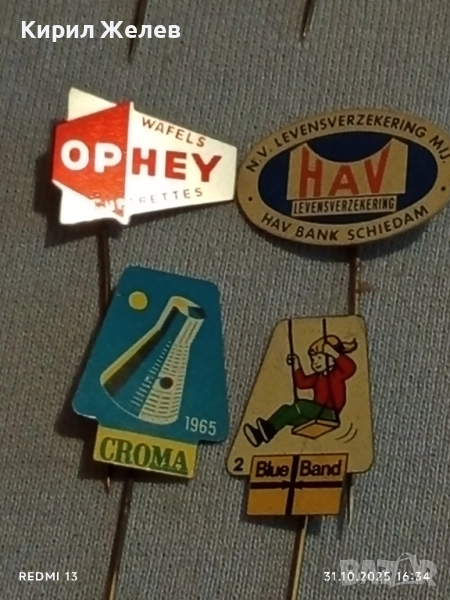 Кирил Желев
WAFELS
OPHEY
RETTES
N.V. LEVENSVERZEKERING MIJ.
HAV
LEVENSVERZEKERING
HAV BANK SCHIEDAM
1965
CROMA
2
Blue Band
REDMI 13
31.10.2025 16:34